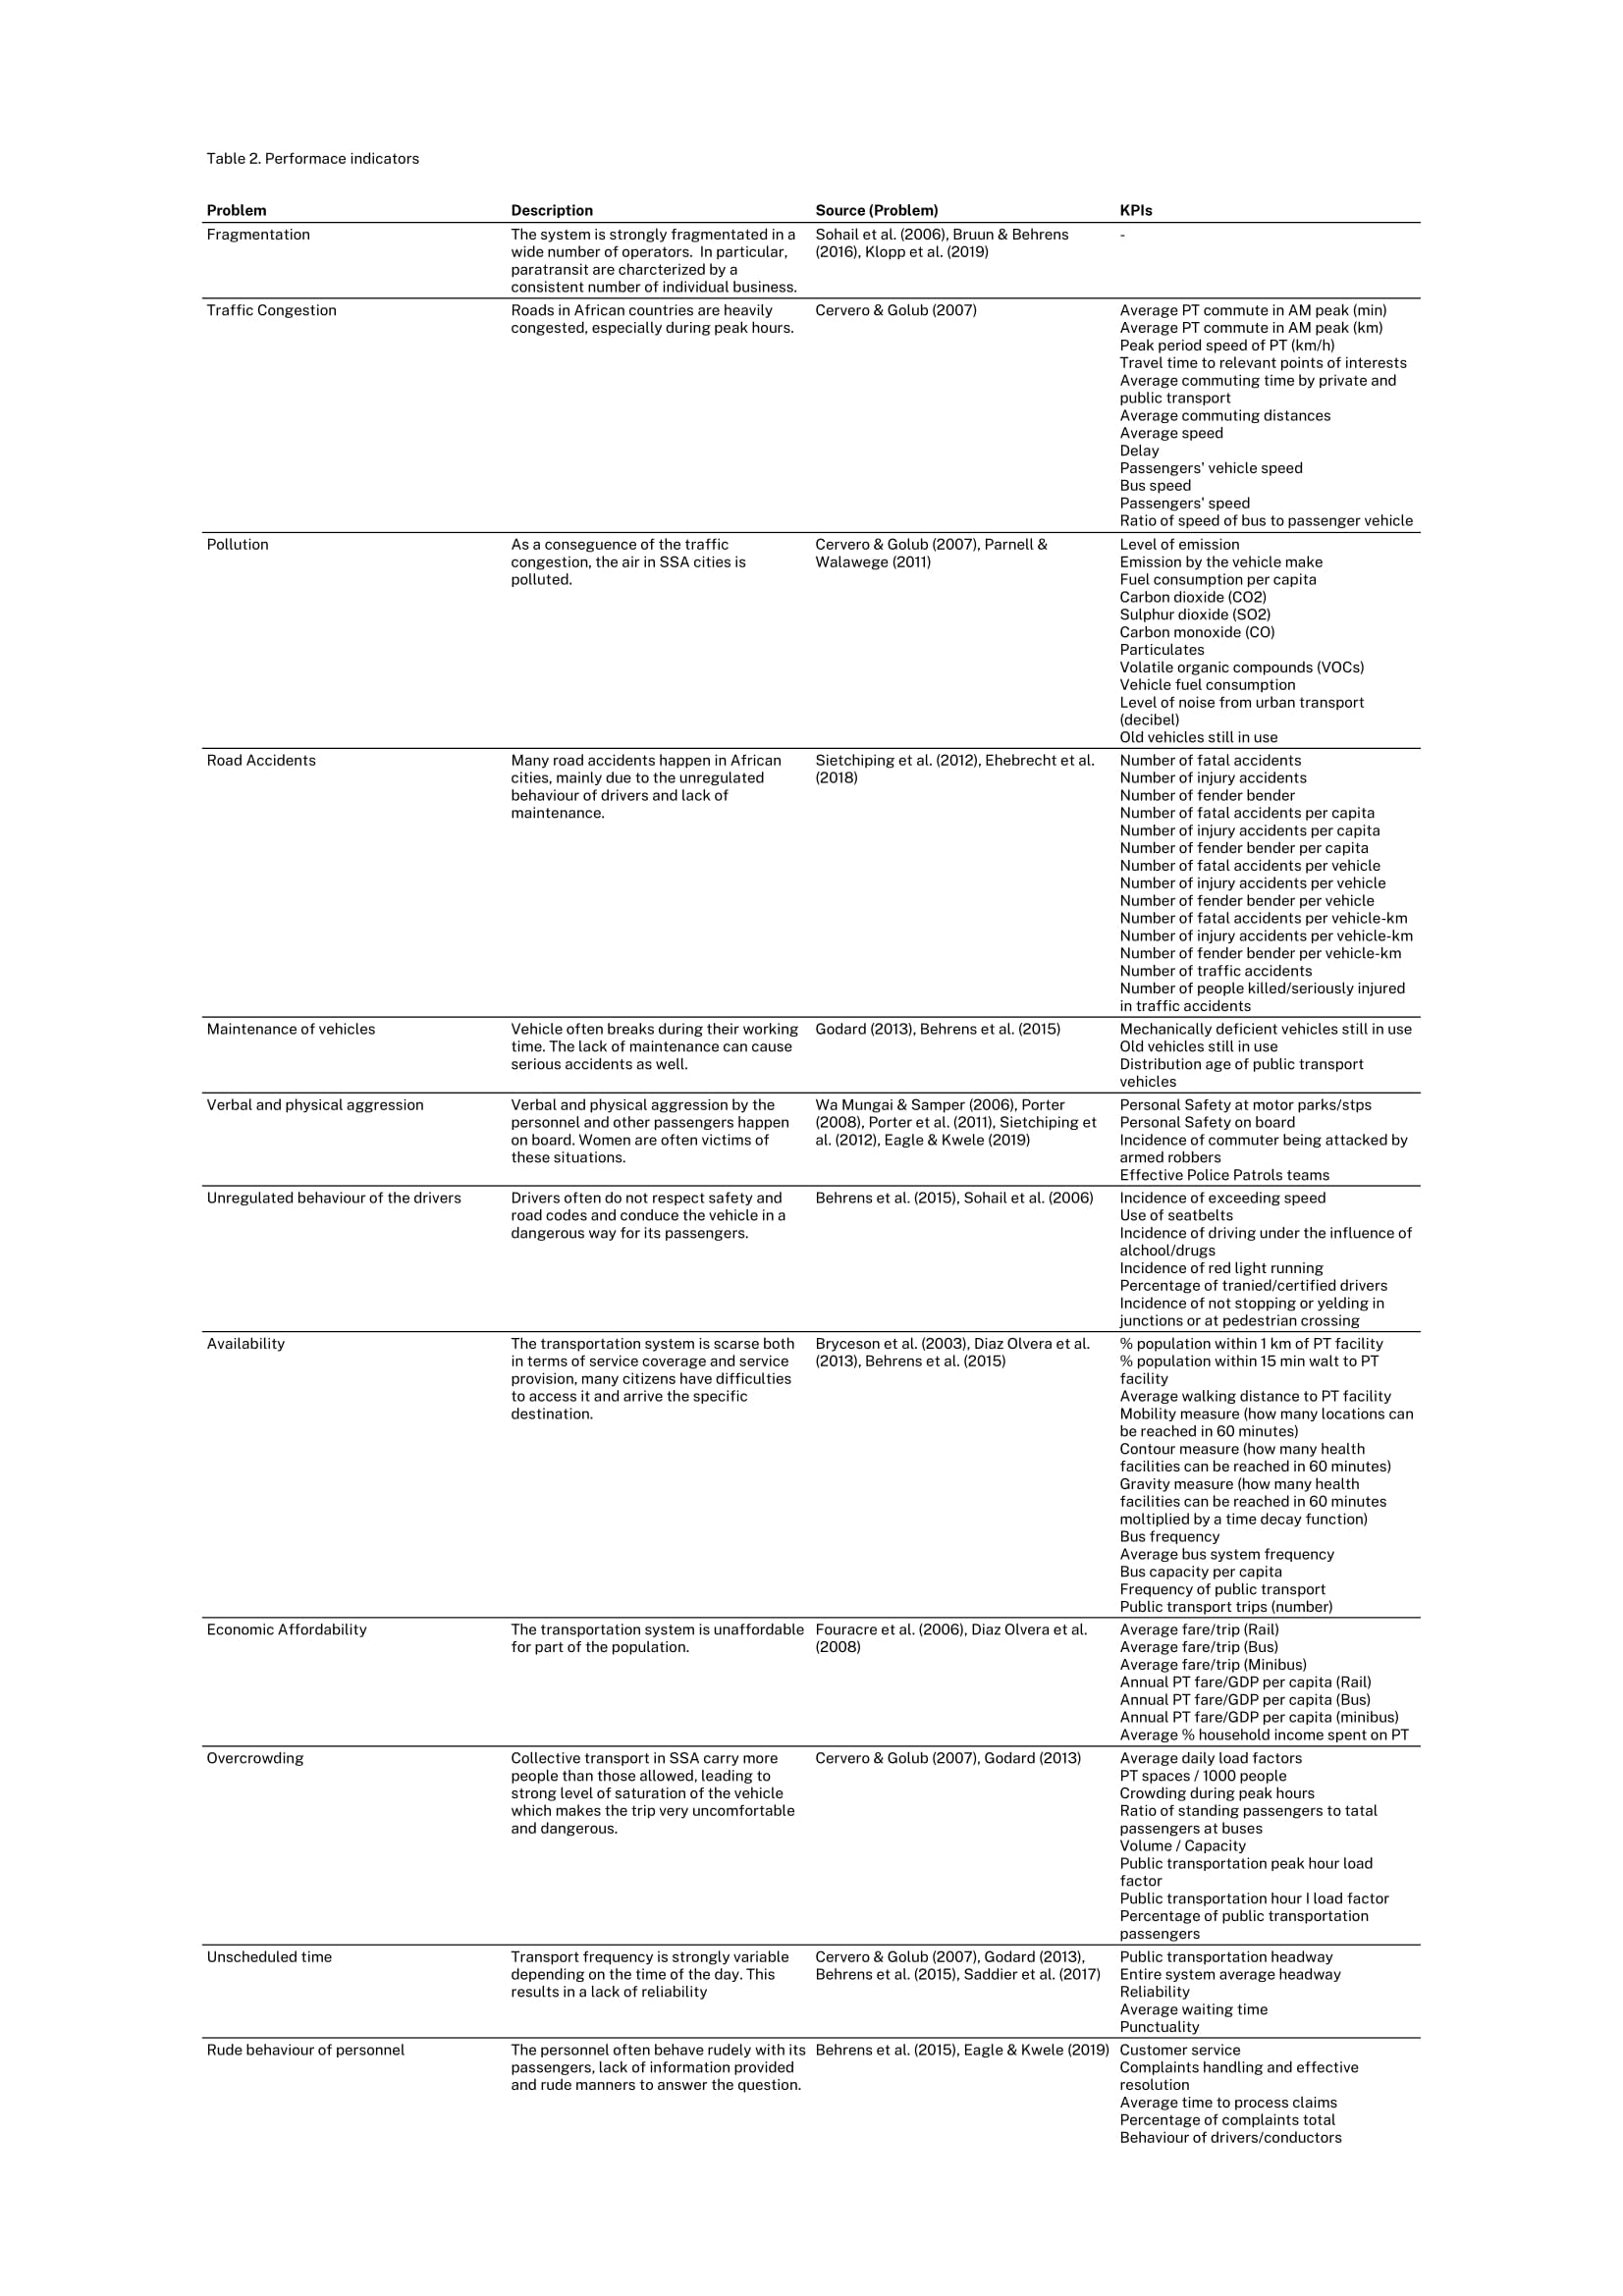 Table 2. Performace indicators
Problem Description Source (Problem) KPIs
Fragmentation
The system is strongly fragmented in a
wide number of operators.  In particular,
paratransit are charcterized by a
consistent number of individual business.
Sohail et al. (2006), Bruun & Behrens
(2016), Klopp et al. (2019)
-
Traffic Congestion
Roads in African countries are heavily
congested, especially during peak hours.
Cervero & Golub (2007)
Average PT commute in AM peak (min)
Average PT commute in AM peak (km)
Peak period speed of PT (km/h)
Travel time to relevant points of interests
Average commuting time by private and
public transport
Average commuting distances
Average speed
Delay
Passengers' vehicle speed
Bus speed
Passengers' speed
Ratio of speed of bus to passenger vehicle
Pollution
As a conseguence of the traffic
congestion, the air in SSA cities is
polluted.
Cervero & Golub (2007), Parnell &
Walawege (2011)
Level of emission
Emission by the vehicle make
Fuel consumption per capita
Carbon dioxide (CO2)
Sulphur dioxide (SO2)
Carbon monoxide (CO)
Particulates
Volatile organic compounds (VOCs)
Vehicle fuel consumption
Level of noise from urban transport
(decibel)
Old vehicles still in use
Road Accidents
Many road accidents happen in African
cities, mainly due to the unregulated
behaviour of drivers and lack of
maintenance.
Sietchiping et al. (2012), Ehebrecht et al.
(2018)
Number of fatal accidents
Number of injury accidents
Number of fender bender
Number of fatal accidents per capita
Number of injury accidents per capita
Number of fender bender per capita
Number of fatal accidents per vehicle
Number of injury accidents per vehicle
Number of fender bender per vehicle
Number of fatal accidents per vehicle-km
Number of injury accidents per vehicle-km
Number of fender bender per vehicle-km
Number of traffic accidents
Number of people killed/seriously injured
in traffic accidents
Maintenance of vehicles
Vehicle often breaks during their working
time. The lack of maintenance can cause
serious accidents as well.
Godard (2013), Behrens et al. (2015)
Mechanically deficient vehicles still in use
Old vehicles still in use
Distribution age of public transport
vehicles
Verbal and physical aggression
Verbal and physical aggression by the
personnel and other passengers happen
on board. Women are often victims of
these situations.
Wa Mungai & Samper (2006), Porter
(2008), Porter et al. (2011), Sietchiping et
al. (2012), Eagle & Kwele (2019)
Personal Safety at motor parks/stps
Personal Safety on board
Incidence of commuter being attacked by
armed robbers
Effective Police Patrols teams
Unregulated behaviour of the drivers
Drivers often do not respect safety and
road codes and conduce the vehicle in a
dangerous way for its passengers.
Behrens et al. (2015), Sohail et al. (2006)
Incidence of exceeding speed
Use of seatbelts
Incidence of driving under the influence of
alchool/drugs
Incidence of red light running
Percentage of tranied/certified drivers
Incidence of not stopping or yelding in
junctions or at pedestrian crossing
Availability
The transportation system is scarse both
in terms of service coverage and service
provision, many citizens have difficulties
to access it and arrive the specific
destination.
Bryceson et al. (2003), Diaz Olvera et al.
(2013), Behrens et al. (2015)
% population within 1 km of PT facility
% population within 15 min walt to PT
facility
Average walking distance to PT facility
Mobility measure (how many locations can
be reached in 60 minutes)
Contour measure (how many health
facilities can be reached in 60 minutes)
Gravity measure (how many health
facilities can be reached in 60 minutes
moltiplied by a time decay function)
Bus frequency
Average bus system frequency
Bus capacity per capita
Frequency of public transport
Public transport trips (number)
Economic Affordability
The transportation system is unaffordable
for part of the population.
Fouracre et al. (2006), Diaz Olvera et al.
(2008)
Average fare/trip (Rail)
Average fare/trip (Bus)
Average fare/trip (Minibus)
Annual PT fare/GDP per capita (Rail)
Annual PT fare/GDP per capita (Bus)
Annual PT fare/GDP per capita (minibus)
Average % household income spent on PT
Overcrowding
Collective transport in SSA carry more
people than those allowed, leading to
strong level of saturation of the vehicle
which makes the trip very uncomfortable
and dangerous.
Cervero & Golub (2007), Godard (2013)
Average daily load factors
PT spaces / 1000 people
Crowding during peak hours
Ratio of standing passengers to tatal
passengers at buses
Volume / Capacity
Public transportation peak hour load
factor
Public transportation hour I load factor
Percentage of public transportation
passengers
Unscheduled time
Transport frequency is strongly variable
depending on the time of the day. This
results in a lack of reliability
Cervero & Golub (2007), Godard (2013),
Behrens et al. (2015), Saddier et al. (2017)
Public transportation headway
Entire system average headway
Reliability
Average waiting time
Punctuality
Rude behaviour of personnel
The personnel often behave rudely with its
passengers, lack of information provided
and rude manners to answer the question.
Behrens et al. (2015), Eagle & Kwele (2019)
Customer service
Complaints handling and effective
resolution
Average time to process claims
Percentage of complaints total
Behaviour of drivers/conductors